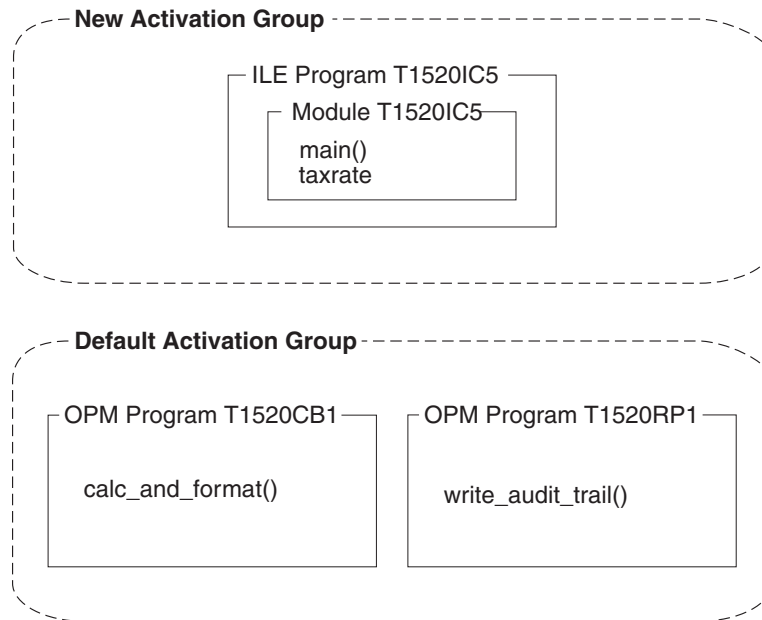 New Activation Group
ILE Program T1520IC5
Module T1520IC5
main()
taxrate
Default Activation Group
OPM Program T1520CB1
OPM Program T1520RP1
calc_and_format()
write_audit_trail()